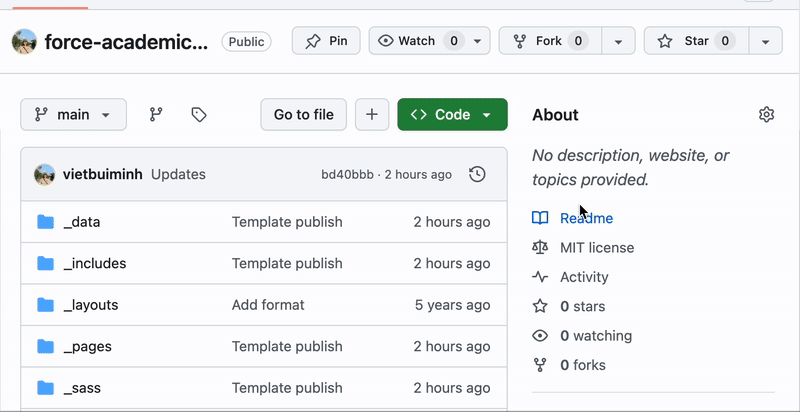 force-academic... Public Pin Watch 0 Fork 0 Star 0
main Go to file Code
vietbuiminh Updates bd40bbb · 2 hours ago
_data Template publish 2 hours ago
_includes Template publish 2 hours ago
_layouts Add format 5 years ago
_pages Template publish 2 hours ago
_sass Template publish 2 hours ago
About
No description, website, or
topics provided.
Readme
MIT license
Activity
0 stars
0 watching
0 forks